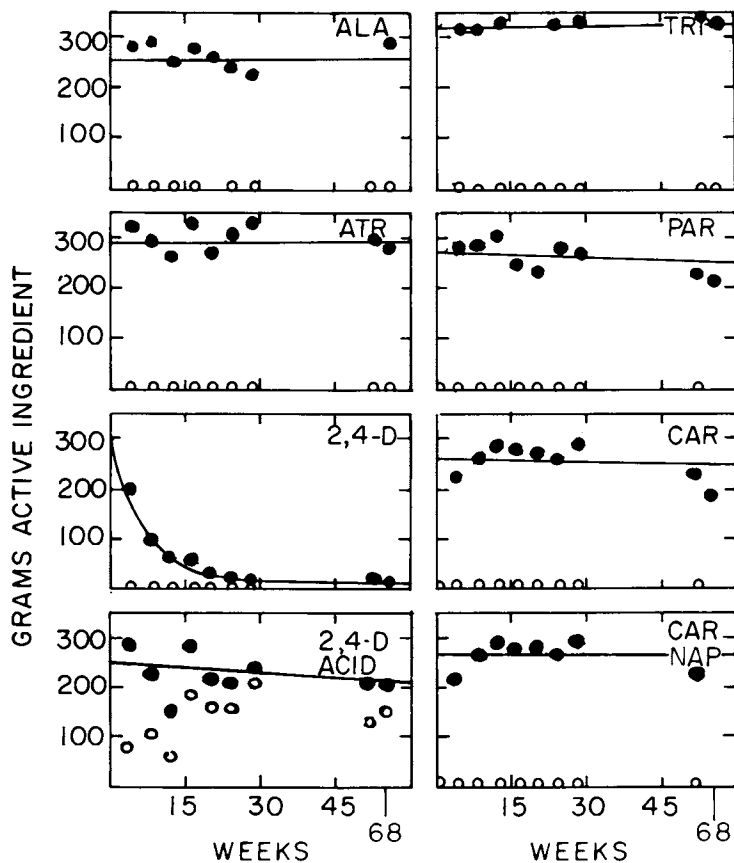 GRAMS ACTIVE INGREDIENT
300
200
100
ALA
TRI
300
200
100
ATR
PAR
300
200
100
2,4-D
CAR
300
200
100
2,4-D
ACID
CAR
NAP
15 30 45
68
WEEKS
15 30 45
68
WEEKS